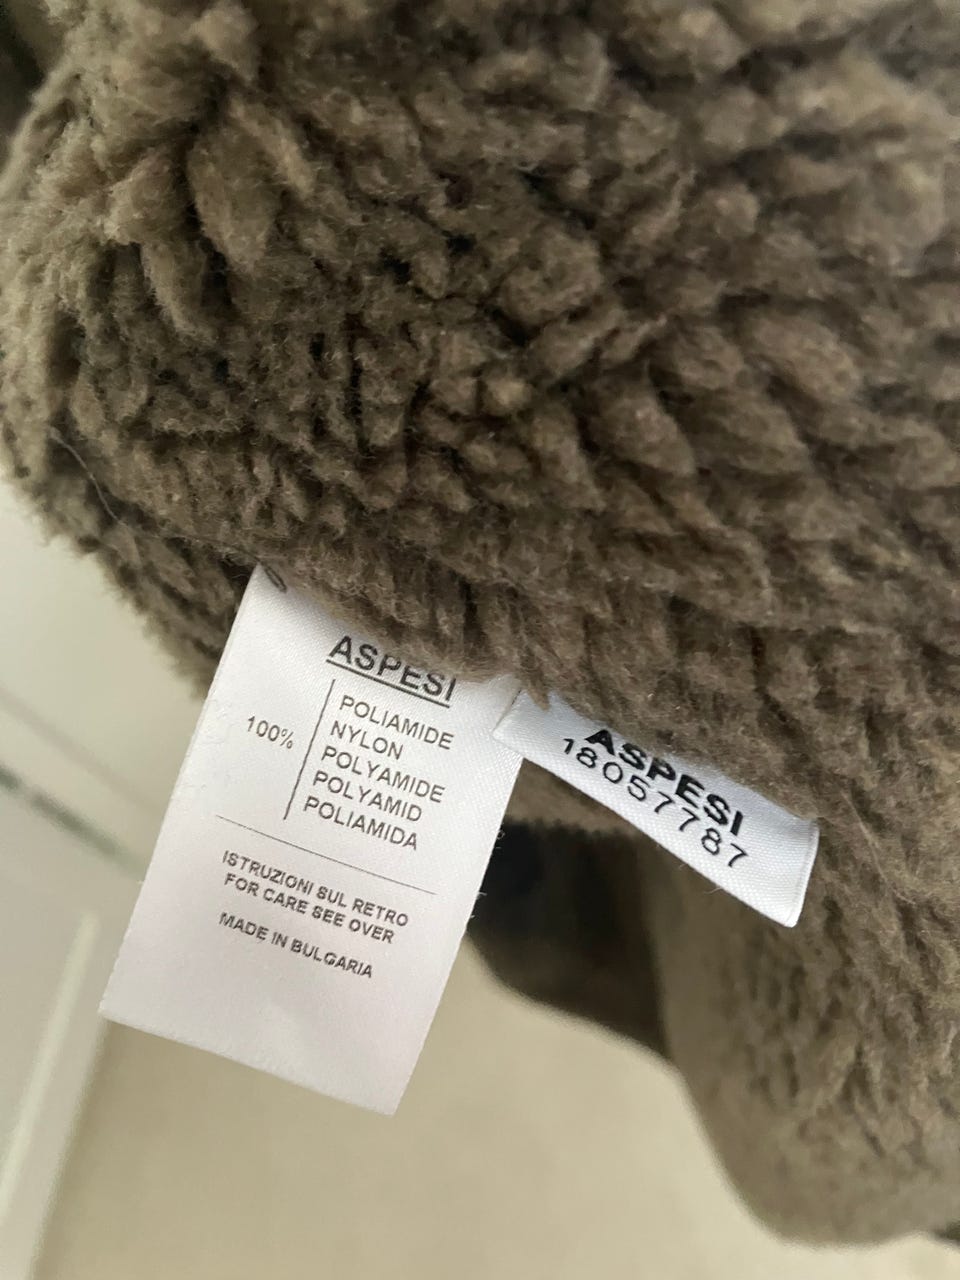 ASPESI
100%
POLIAMIDE
NYLON
POLYAMIDE
POLYAMID
POLIAMIDA
ISTRUZIONI SUL RETRO
FOR CARE SEE OVER
MADE IN BULGARIA
ASPESI
18057787